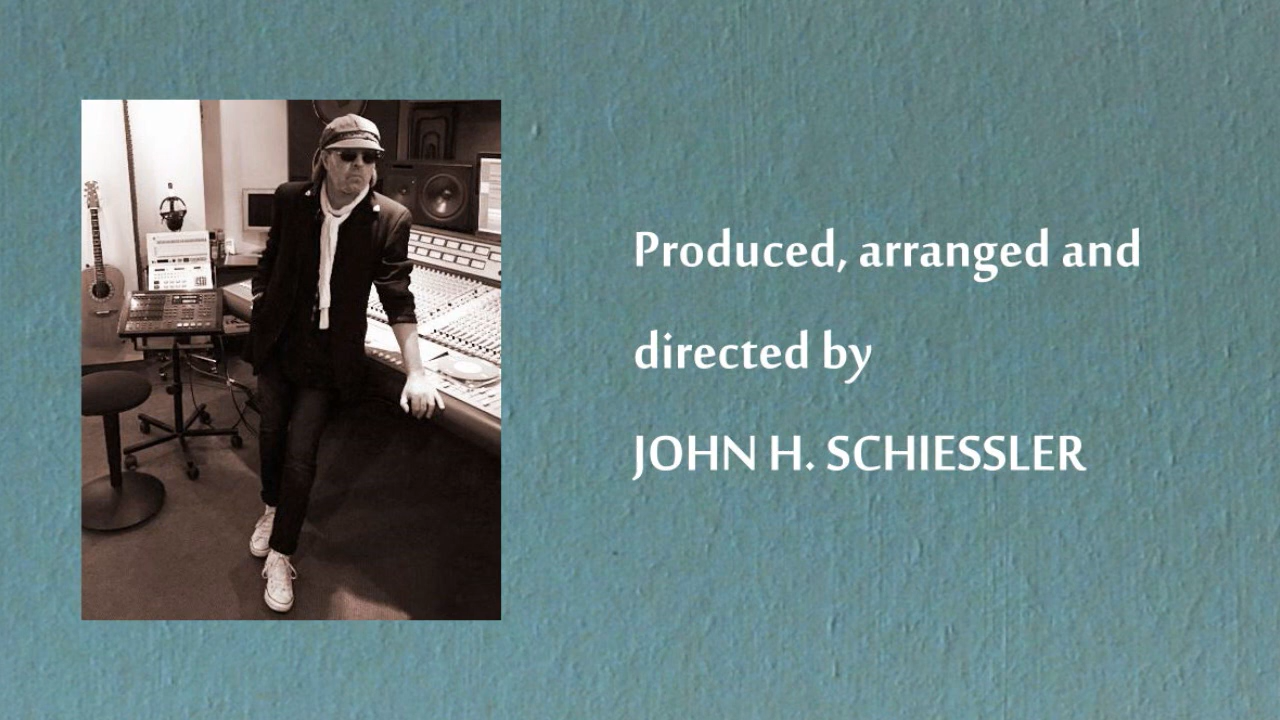 Produced, arranged and
directed by
JOHN H. SCHIESSLER